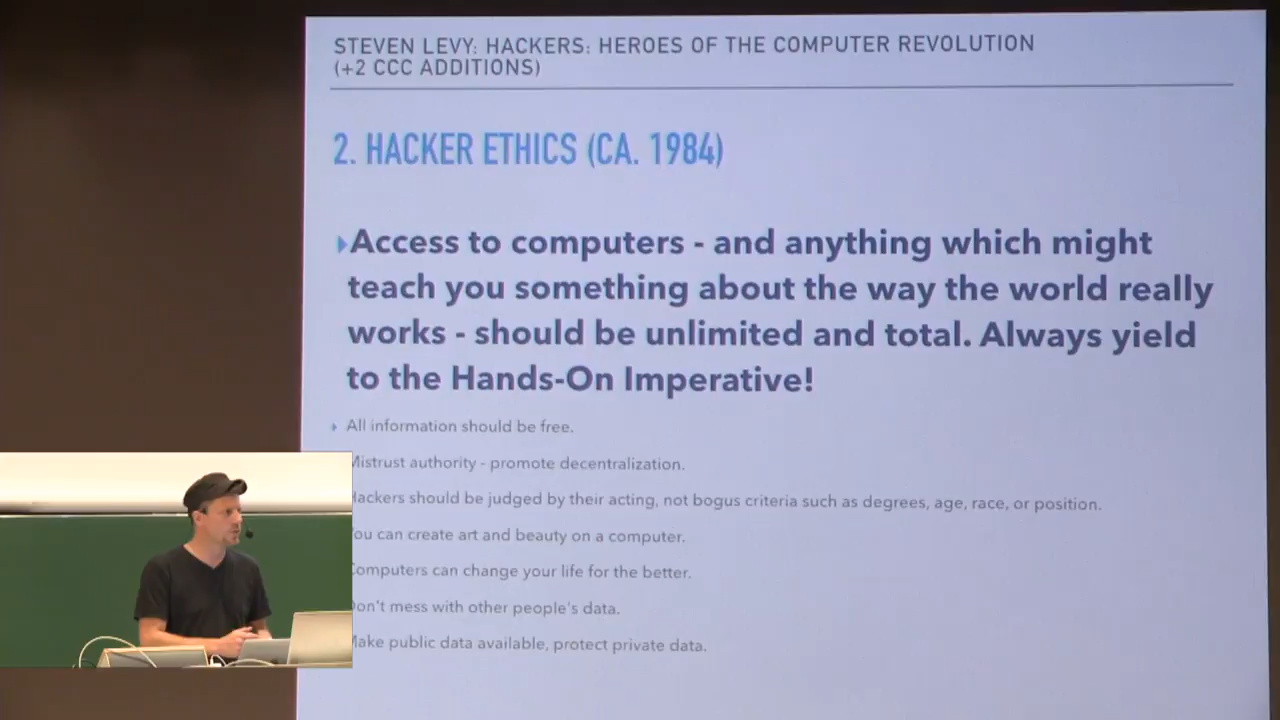 STEVEN LEVY: HACKERS: HEROES OF THE COMPUTER REVOLUTION
(+2 CCC ADDITIONS)
2. HACKER ETHICS (CA. 1984)
Access to computers - and anything which might
teach you something about the way the world really
works - should be unlimited and total. Always yield
to the Hands-On Imperative!
All information should be free.
Mistrust authority - promote decentralization.
Hackers should be judged by their acting, not bogus criteria such as degrees, age, race, or position.
You can create art and beauty on a computer.
Computers can change your life for the better.
Don't mess with other people's data.
Make public data available, protect private data.